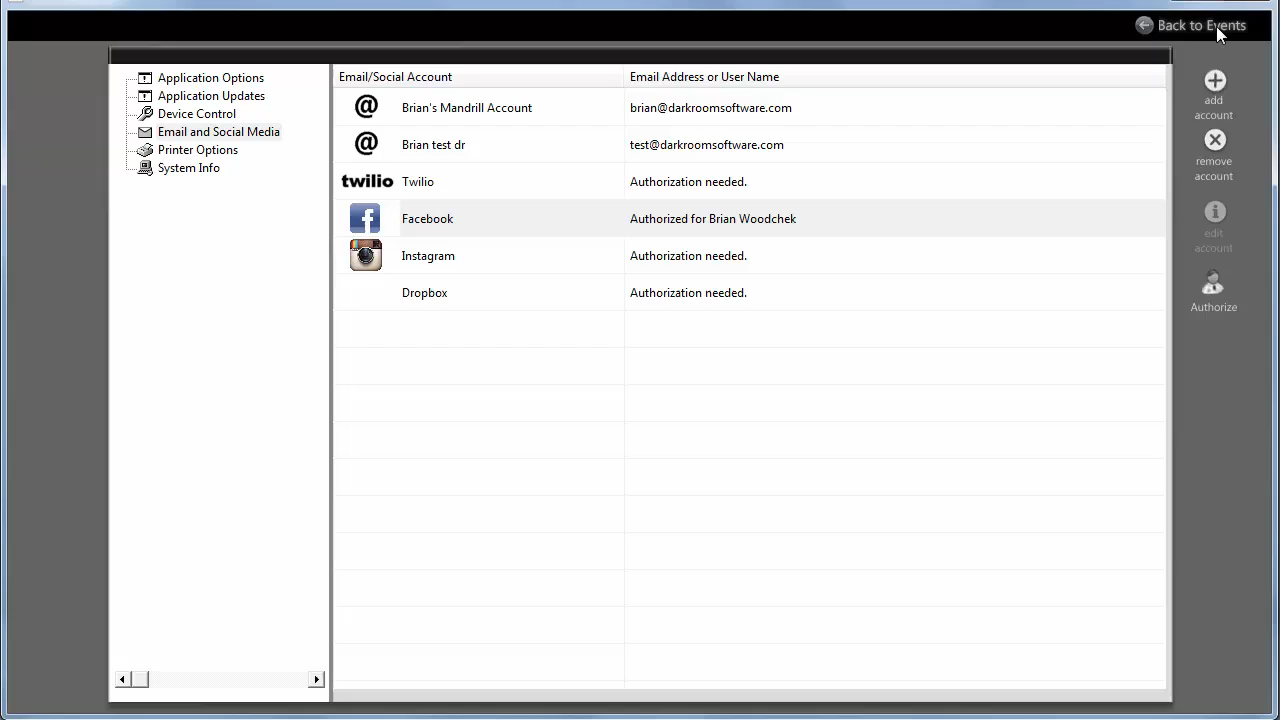 Back to Events
Application Options
Application Updates
Device Control
Email and Social Media
Printer Options
System Info
Email/Social Account Email Address or User Name
@ Brian's Mandrill Account brian@darkroomsoftware.com
@ Brian test dr test@darkroomsoftware.com
twilio Twilio Authorization needed.
f Facebook Authorized for Brian Woodchek
Instagram Authorization needed.
Dropbox Authorization needed.
add
account
remove
account
edit
account
Authorize